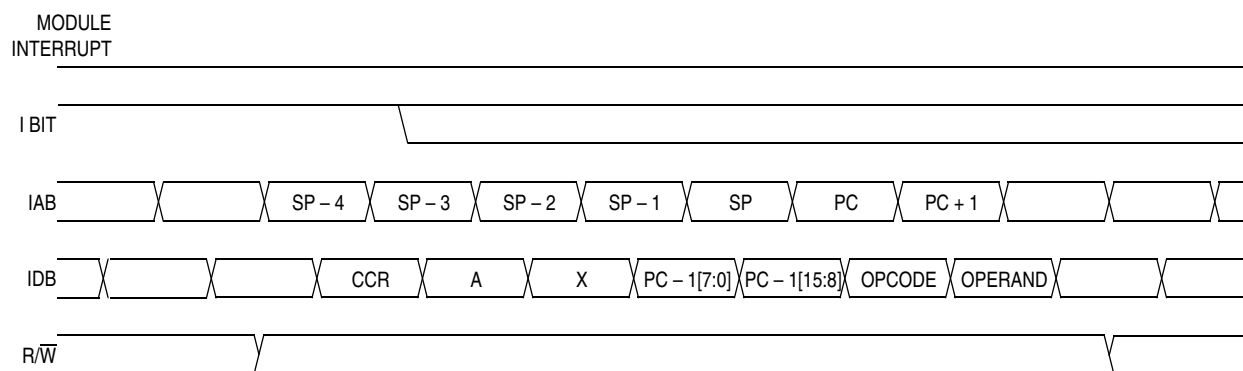 MODULE
INTERRUPT
I BIT
IAB SP – 4 SP – 3 SP – 2 SP – 1 SP PC PC + 1
IDB CCR A X PC – 1[7:0] PC – 1[15:8] OPCODE OPERAND
R/W̅